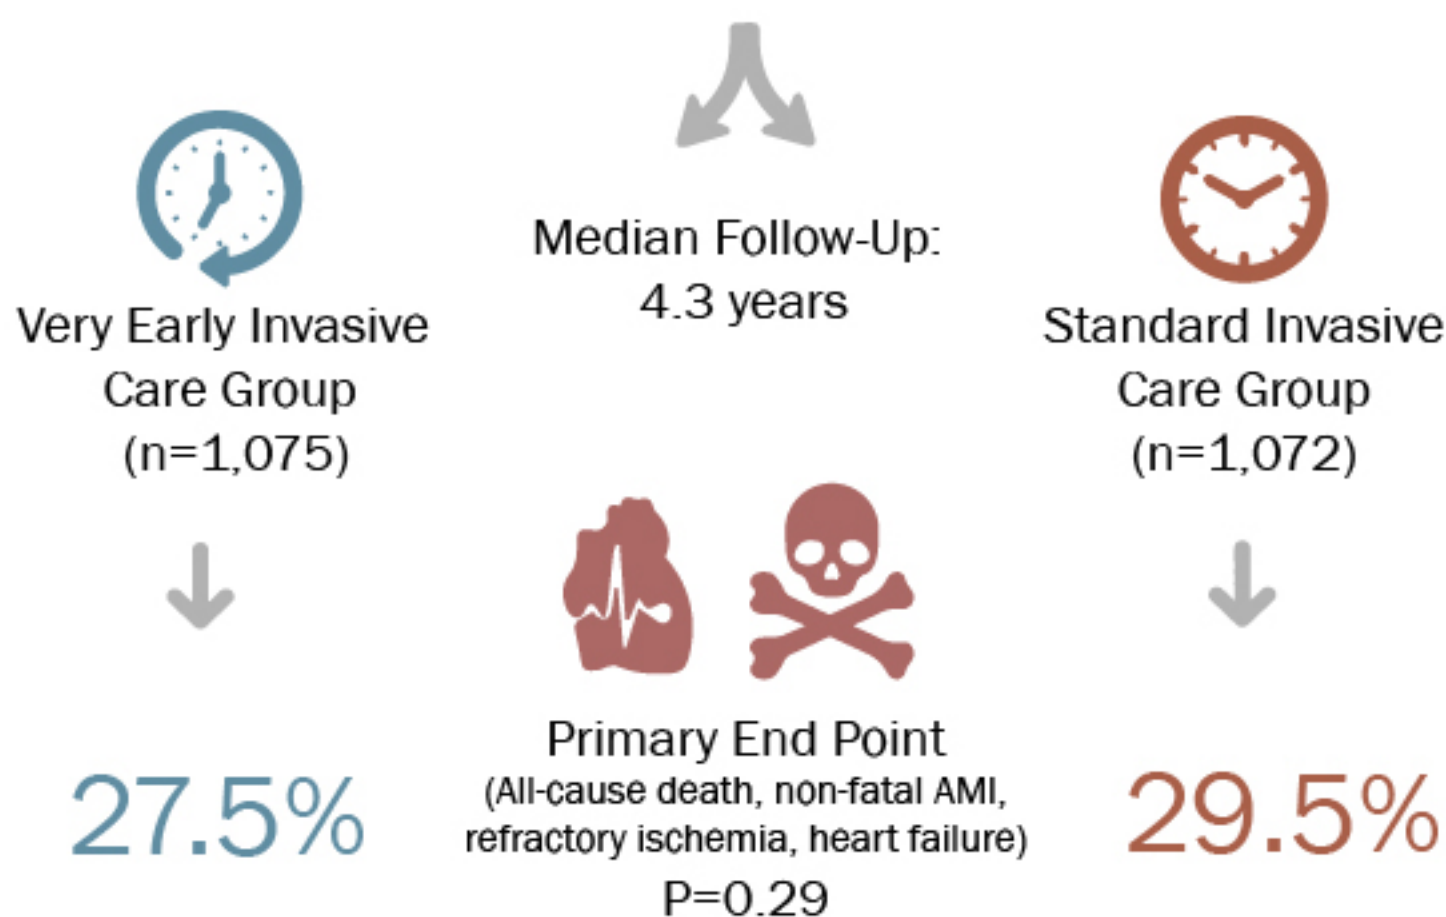 Median Follow-Up:
4.3 years
Very Early Invasive
Care Group
(n=1,075)
Standard Invasive
Care Group
(n=1,072)
Primary End Point
(All-cause death, non-fatal AMI,
refractory ischemia, heart failure)
P=0.29
27.5%
29.5%